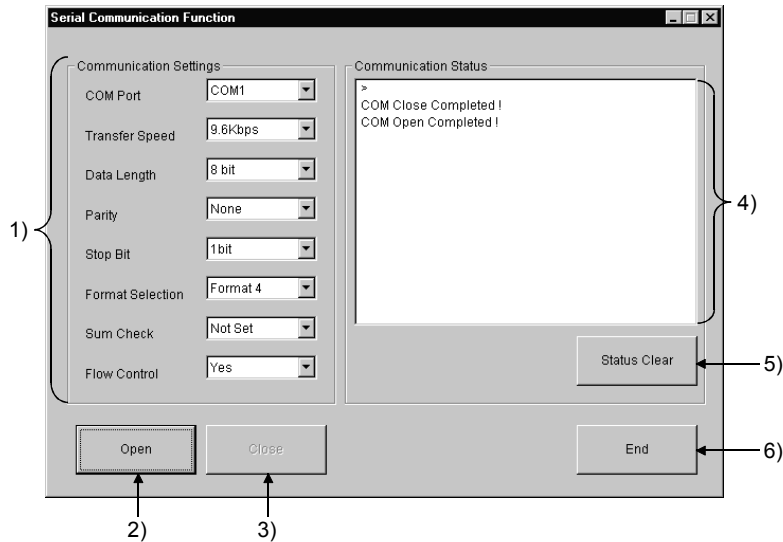 Serial Communication Function
Communication Settings
COM Port COM1
Transfer Speed 9.6Kbps
Data Length 8 bit
Parity None
Stop Bit 1bit
Format Selection Format 4
Sum Check Not Set
Flow Control Yes
1)
Communication Status
>
COM Close Completed !
COM Open Completed !
4)
Status Clear
5)
Open
Close
End
6)
2)
3)